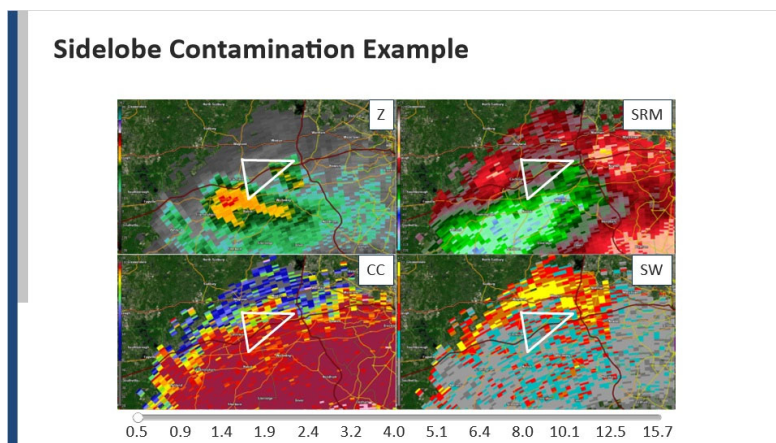 Sidelobe Contamination Example
Z
SRM
CC
SW
0.5 0.9 1.4 1.9 2.4 3.2 4.0 5.1 6.4 8.0 10.1 12.5 15.7